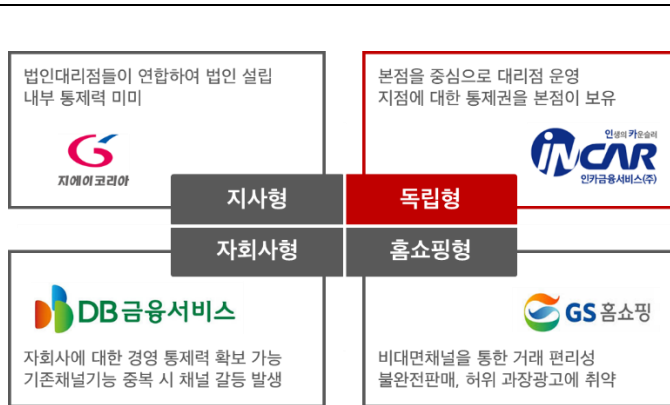 법인대리점들이 연합하여 법인 설립
내부 통제력 미미
지에이코리아
지사형
본점을 중심으로 대리점 운영
지점에 대한 통제권을 본점이 보유
인생의 카운슬러
iNCAR
인카금융서비스(주)
독립형
자회사형
DB금융서비스
자회사에 대한 경영 통제력 확보 가능
기존채널기능 중복 시 채널 갈등 발생
홈쇼핑형
GS홈쇼핑
비대면채널을 통한 거래 편리성
불완전판매, 허위 과장광고에 취약